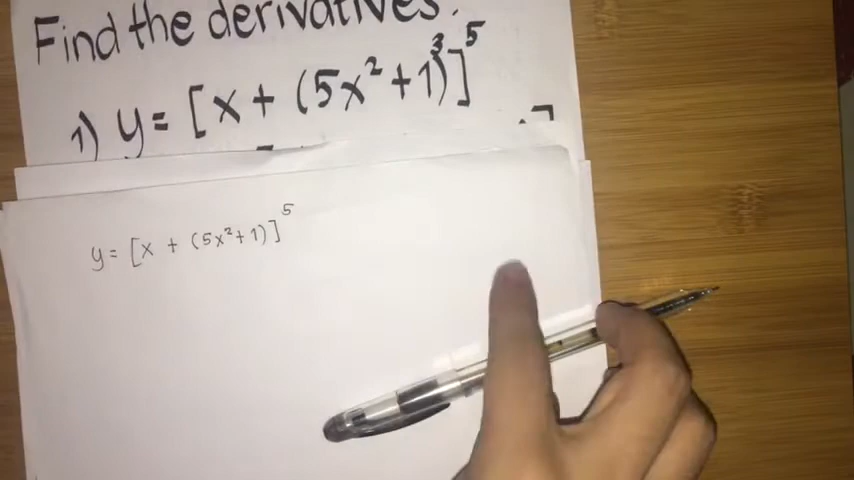 Find the derivatives.
1) y = [x + (5x² + 1)³]⁵
y = [x + (5x² + 1)]⁵